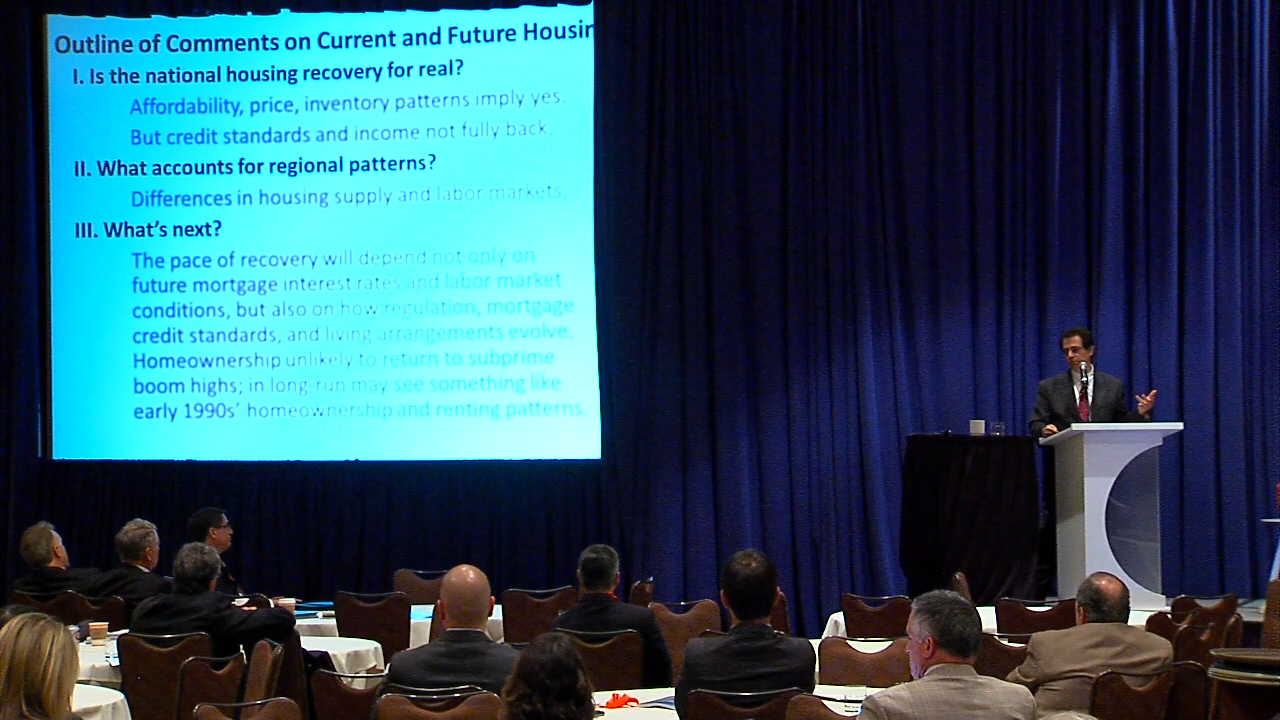 Outline of Comments on Current and Future Housin
I. Is the national housing recovery for real?
Affordability, price, inventory patterns imply yes.
But credit standards and income not fully back.
II. What accounts for regional patterns?
Differences in housing supply and labor markets.
III. What's next?
The pace of recovery will depend not only on
future mortgage interest rates and labor market
conditions, but also on how regulation, mortgage
credit standards, and living arrangements evolve.
Homeownership unlikely to return to subprime
boom highs; in long-run may see something like
early 1990s' homeownership and renting patterns.